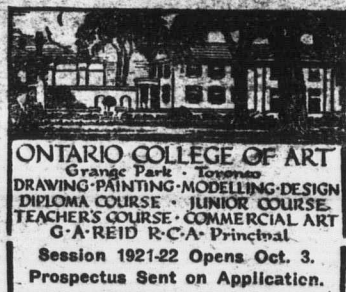 ONTARIO COLLEGE OF ART
Grange Park · Toronto
DRAWING·PAINTING·MODELLING·DESIGN
DIPLOMA COURSE · JUNIOR COURSE
TEACHER'S COURSE·COMMERCIAL ART
G·A·REID R·C·A· Principal
Session 1921-22 Opens Oct. 3.
Prospectus Sent on Application.